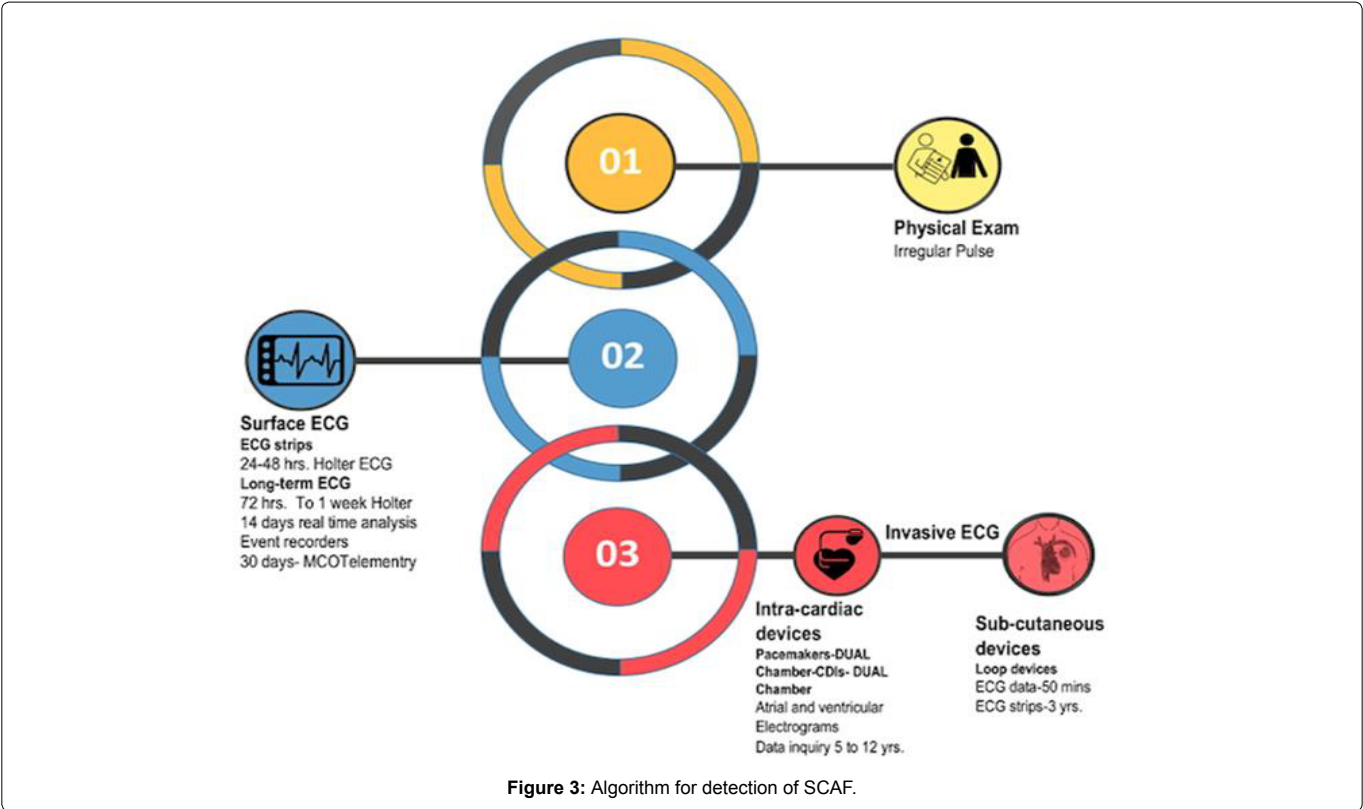 01
Physical Exam
Irregular Pulse
02
Surface ECG
ECG strips
24-48 hrs. Holter ECG
Long-term ECG
72 hrs. To 1 week Holter
14 days real time analysis
Event recorders
30 days- MCOTelementry
03
Invasive ECG
Intra-cardiac
devices
Pacemakers-DUAL
Chamber-CDIs- DUAL
Chamber
Atrial and ventricular
Electrograms
Data inquiry 5 to 12 yrs.
Sub-cutaneous
devices
Loop devices
ECG data-50 mins
ECG strips-3 yrs.
Figure 3: Algorithm for detection of SCAF.